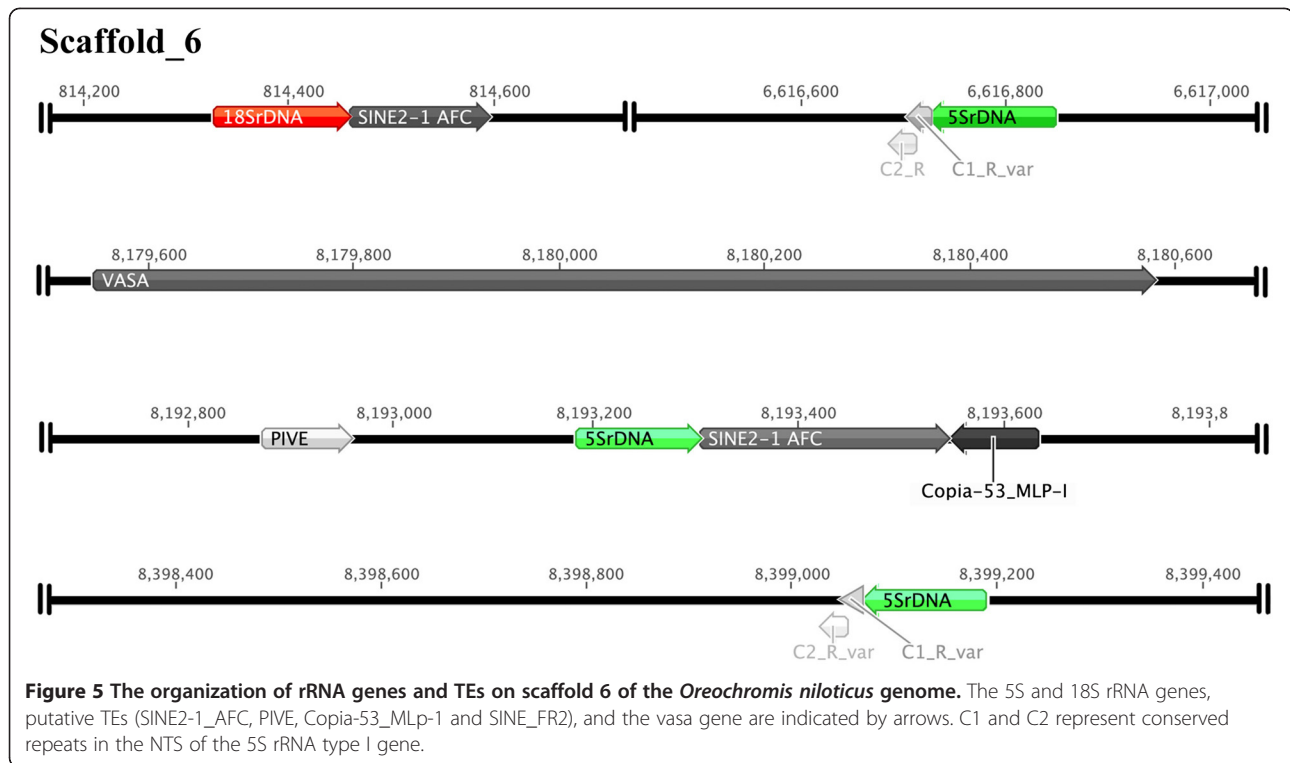 Scaffold_6
814,200 814,400 814,600 6,616,600 6,616,800 6,617,000
18SrDNA SINE2-1 AFC 5SrDNA
C2_R C1_R_var
8,179,600 8,179,800 8,180,000 8,180,200 8,180,400 8,180,600
VASA
8,192,800 8,193,000 8,193,200 8,193,400 8,193,600 8,193,8
PIVE 5SrDNA SINE2-1 AFC
Copia-53_MLP-I
8,398,400 8,398,600 8,398,800 8,399,000 8,399,200 8,399,400
5SrDNA
C2_R_var C1_R_var
Figure 5 The organization of rRNA genes and TEs on scaffold 6 of the Oreochromis niloticus genome. The 5S and 18S rRNA genes,
putative TEs (SINE2-1_AFC, PIVE, Copia-53_MLp-1 and SINE_FR2), and the vasa gene are indicated by arrows. C1 and C2 represent conserved
repeats in the NTS of the 5S rRNA type I gene.